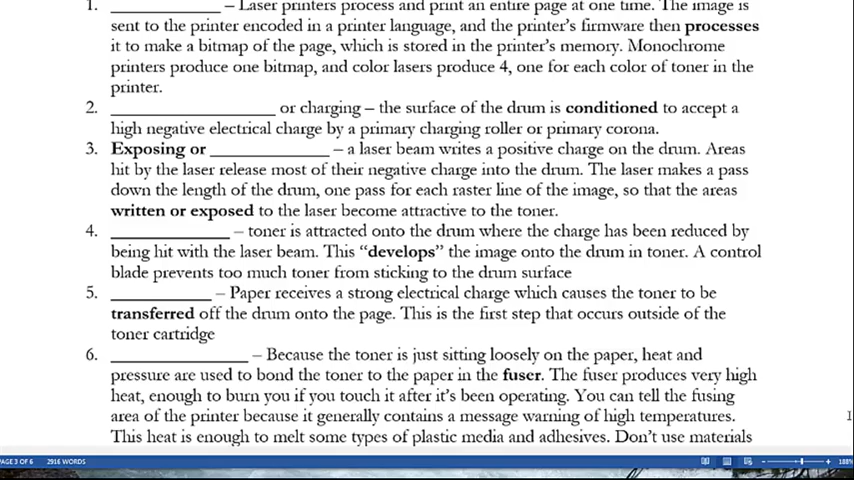 1. ____________ – Laser printers process and print an entire page at one time. The image is
sent to the printer encoded in a printer language, and the printer's firmware then processes
it to make a bitmap of the page, which is stored in the printer's memory. Monochrome
printers produce one bitmap, and color lasers produce 4, one for each color of toner in the
printer.
2. __________________ or charging – the surface of the drum is conditioned to accept a
high negative electrical charge by a primary charging roller or primary corona.
3. Exposing or _____________ – a laser beam writes a positive charge on the drum. Areas
hit by the laser release most of their negative charge into the drum. The laser makes a pass
down the length of the drum, one pass for each raster line of the image, so that the areas
written or exposed to the laser become attractive to the toner.
4. _____________ – toner is attracted onto the drum where the charge has been reduced by
being hit with the laser beam. This "develops" the image onto the drum in toner. A control
blade prevents too much toner from sticking to the drum surface
5. ___________ – Paper receives a strong electrical charge which causes the toner to be
transferred off the drum onto the page. This is the first step that occurs outside of the
toner cartridge
6. _______________ – Because the toner is just sitting loosely on the paper, heat and
pressure are used to bond the toner to the paper in the fuser. The fuser produces very high
heat, enough to burn you if you touch it after it's been operating. You can tell the fusing
area of the printer because it generally contains a message warning of high temperatures.
This heat is enough to melt some types of plastic media and adhesives. Don't use materials
PAGE 3 OF 6 2916 WORDS 188%